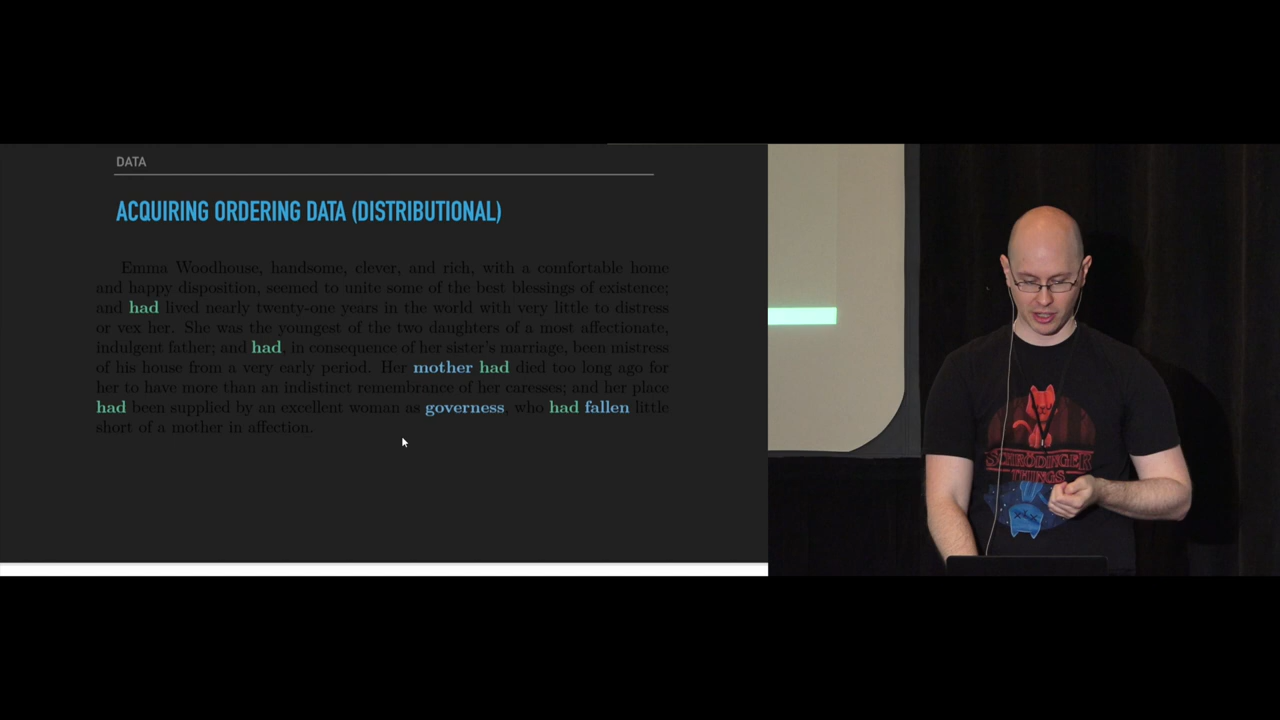 DATA
ACQUIRING ORDERING DATA (DISTRIBUTIONAL)
Emma Woodhouse, handsome, clever, and rich, with a comfortable home
and happy disposition, seemed to unite some of the best blessings of existence;
and had lived nearly twenty-one years in the world with very little to distress
or vex her. She was the youngest of the two daughters of a most affectionate,
indulgent father; and had, in consequence of her sister's marriage, been mistress
of his house from a very early period. Her mother had died too long ago for
her to have more than an indistinct remembrance of her caresses; and her place
had been supplied by an excellent woman as governess, who had fallen little
short of a mother in affection.
SCHRÖDINGER
THINGS